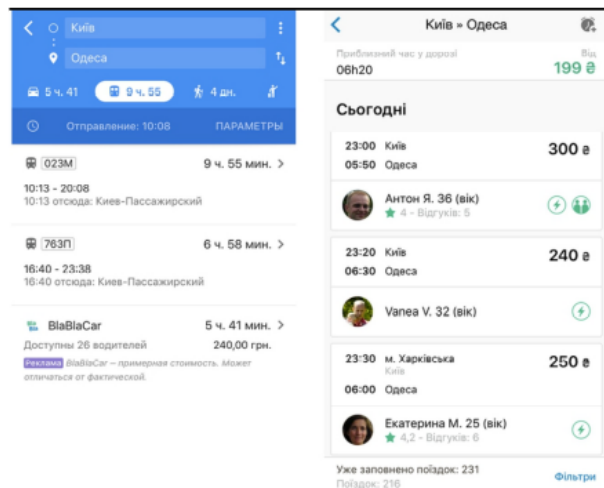 Київ
Одеса
5 ч. 41
9 ч. 55
4 дн.
Отправление: 10:08 ПАРАМЕТРЫ
023М 9 ч. 55 мин.
10:13 - 20:08
10:13 отсюда: Киев-Пассажирский
763П 6 ч. 58 мин.
16:40 - 23:38
16:40 отсюда: Киев-Пассажирский
BlaBlaCar 5 ч. 41 мин.
Доступны 26 водителей 240,00 грн.
Реклама BlaBlaCar – примерная стоимость. Может
отличаться от фактической.
Київ » Одеса
Приблизний час у дорозі Від
06h20 199 ₴
Сьогодні
23:00 Київ 300 ₴
05:50 Одеса
Антон Я. 36 (вік)
4 - Відгуків: 5
23:20 Київ 240 ₴
06:30 Одеса
Vanea V. 32 (вік)
23:30 м. Харківська 250 ₴
Київ
06:00 Одеса
Екатерина М. 25 (вік)
4,2 - Відгуків: 6
Уже заповнено поїздок: 231
Поїздок: 216 Фільтри